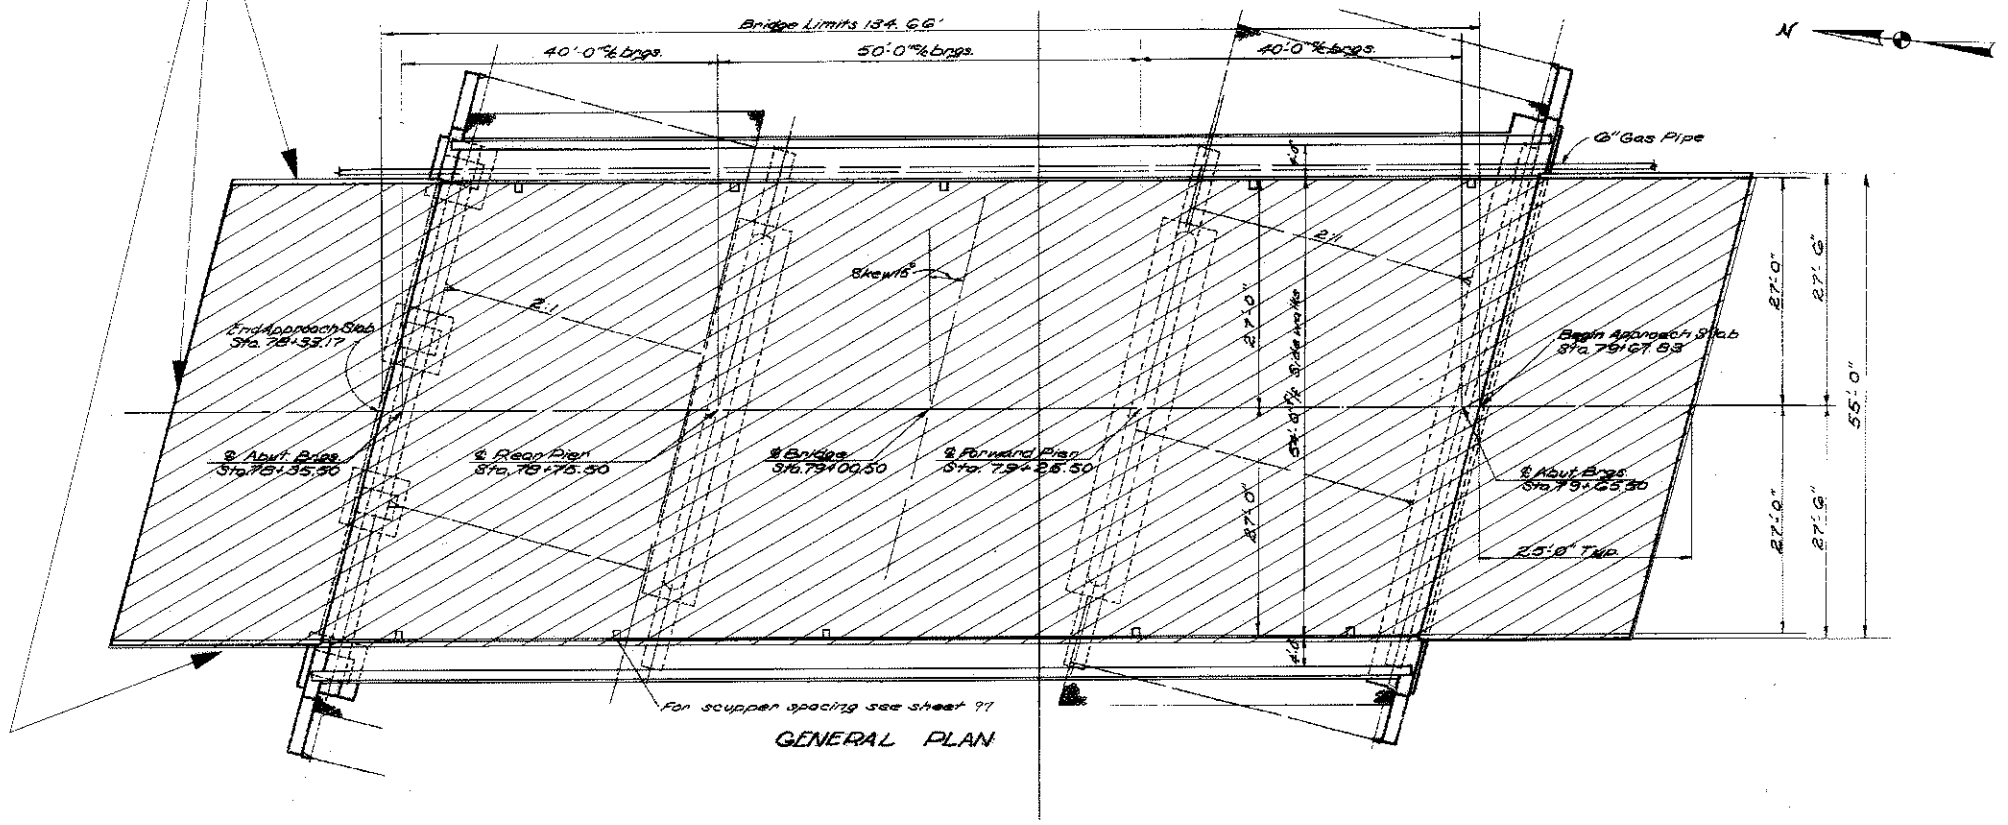 Bridge Limits 134.66'
N
40'-0" c/c brgs.
50'-0" c/c brgs.
40'-0" c/c brgs.
6" Gas Pipe
4'-0"
2:1
Skew 15°
2:1
27'-0"
27'-0"
27'-6"
End Approach Slab
Sta. 78+33.17
Begin Approach Slab
Sta. 79+67.83
54'-0" F/F Sidewalks
55'-0"
℄ Abut. Brgs.
Sta. 78+35.50
℄ Rear Pier
Sta. 78+75.50
℄ Bridge
Sta. 79+00.50
℄ Forward Pier
Sta. 79+25.50
℄ Abut. Brgs.
Sta. 79+65.50
27'-0"
27'-0"
27'-6"
25'-0" Typ.
4'-0"
For scupper spacing see sheet 97
GENERAL PLAN